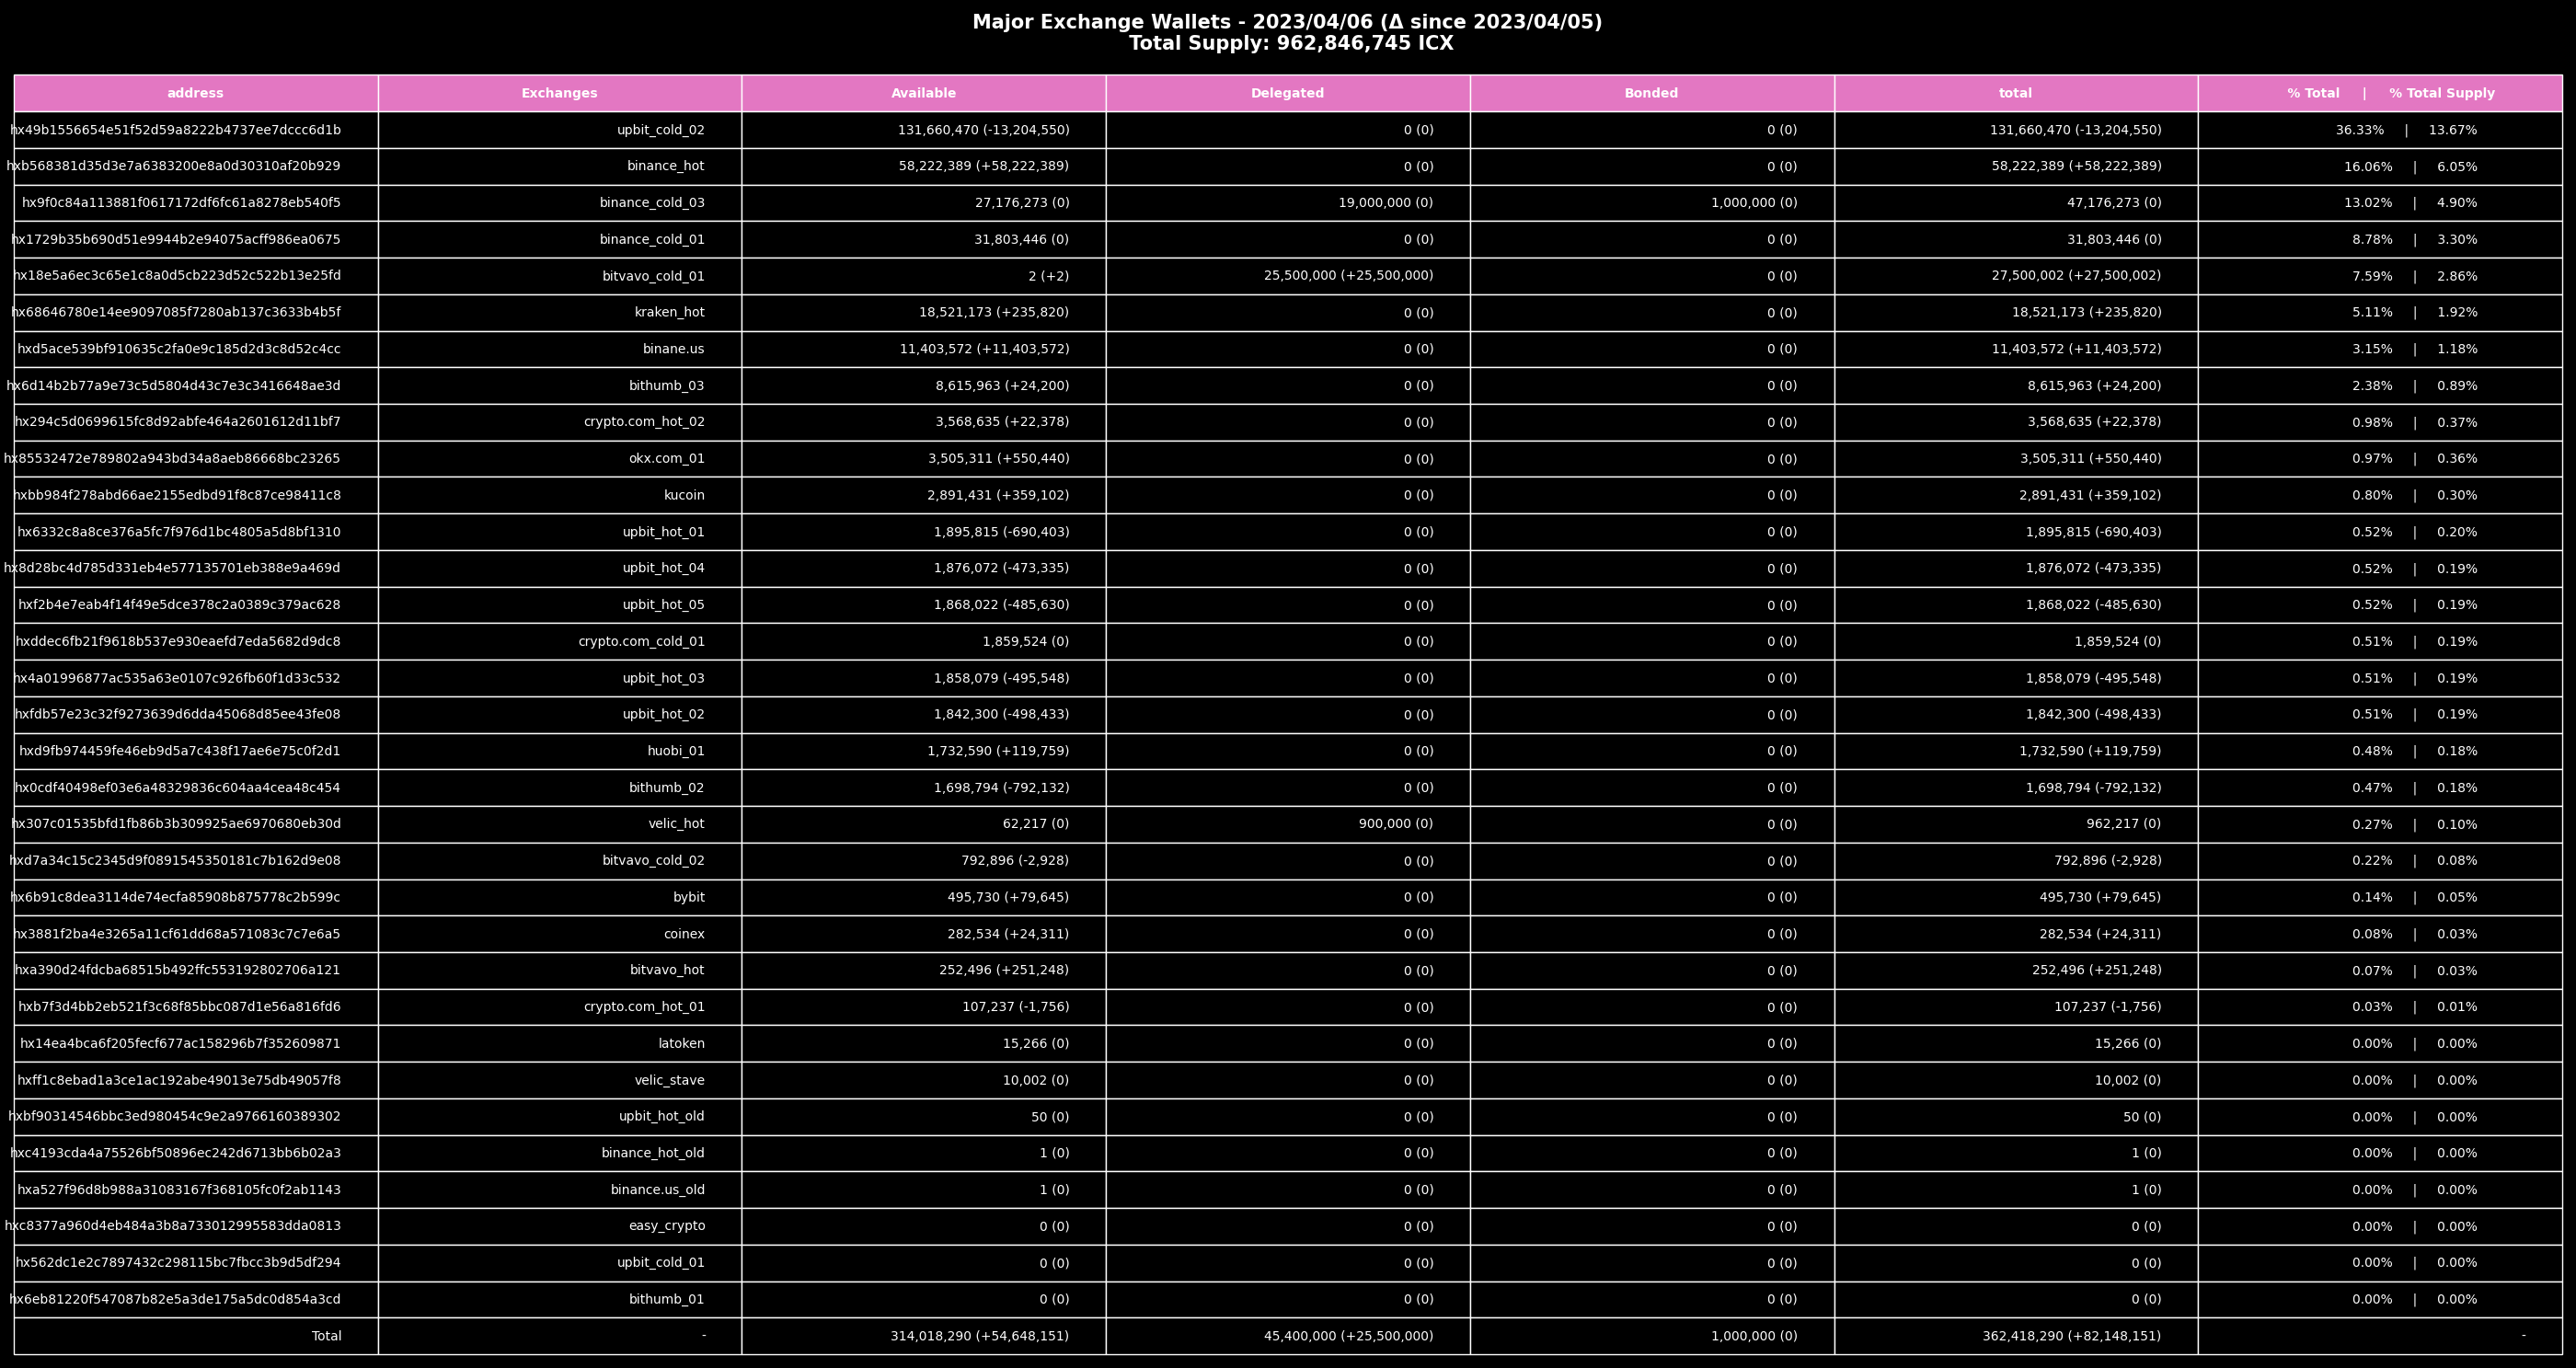 Major Exchange Wallets - 2023/04/06 (Δ since 2023/04/05)
Total Supply: 962,846,745 ICX
address Exchanges Available Delegated Bonded total % Total | % Total Supply
hx49b1556654e51f52d59a8222b4737ee7dccc6d1b upbit_cold_02 131,660,470 (-13,204,550) 0 (0) 0 (0) 131,660,470 (-13,204,550) 36.33% | 13.67%
hxb568381d35d3e7a6383200e8a0d30310af20b929 binance_hot 58,222,389 (+58,222,389) 0 (0) 0 (0) 58,222,389 (+58,222,389) 16.06% | 6.05%
hx9f0c84a113881f0617172df6fc61a8278eb540f5 binance_cold_03 27,176,273 (0) 19,000,000 (0) 1,000,000 (0) 47,176,273 (0) 13.02% | 4.90%
hx1729b35b690d51e9944b2e94075acff986ea0675 binance_cold_01 31,803,446 (0) 0 (0) 0 (0) 31,803,446 (0) 8.78% | 3.30%
hx18e5a6ec3c65e1c8a0d5cb223d52c522b13e25fd bitvavo_cold_01 2 (+2) 25,500,000 (+25,500,000) 0 (0) 27,500,002 (+27,500,002) 7.59% | 2.86%
hx68646780e14ee9097085f7280ab137c3633b4b5f kraken_hot 18,521,173 (+235,820) 0 (0) 0 (0) 18,521,173 (+235,820) 5.11% | 1.92%
hxd5ace539bf910635c2fa0e9c185d2d3c8d52c4cc binane.us 11,403,572 (+11,403,572) 0 (0) 0 (0) 11,403,572 (+11,403,572) 3.15% | 1.18%
hx6d14b2b77a9e73c5d5804d43c7e3c3416648ae3d bithumb_03 8,615,963 (+24,200) 0 (0) 0 (0) 8,615,963 (+24,200) 2.38% | 0.89%
hx294c5d0699615fc8d92abfe464a2601612d11bf7 crypto.com_hot_02 3,568,635 (+22,378) 0 (0) 0 (0) 3,568,635 (+22,378) 0.98% | 0.37%
hx85532472e789802a943bd34a8aeb86668bc23265 okx.com_01 3,505,311 (+550,440) 0 (0) 0 (0) 3,505,311 (+550,440) 0.97% | 0.36%
hxbb984f278abd66ae2155edbd91f8c87ce98411c8 kucoin 2,891,431 (+359,102) 0 (0) 0 (0) 2,891,431 (+359,102) 0.80% | 0.30%
hx6332c8a8ce376a5fc7f976d1bc4805a5d8bf1310 upbit_hot_01 1,895,815 (-690,403) 0 (0) 0 (0) 1,895,815 (-690,403) 0.52% | 0.20%
hx8d28bc4d785d331eb4e577135701eb388e9a469d upbit_hot_04 1,876,072 (-473,335) 0 (0) 0 (0) 1,876,072 (-473,335) 0.52% | 0.19%
hxf2b4e7eab4f14f49e5dce378c2a0389c379ac628 upbit_hot_05 1,868,022 (-485,630) 0 (0) 0 (0) 1,868,022 (-485,630) 0.52% | 0.19%
hxddec6fb21f9618b537e930eaefd7eda5682d9dc8 crypto.com_cold_01 1,859,524 (0) 0 (0) 0 (0) 1,859,524 (0) 0.51% | 0.19%
hx4a01996877ac535a63e0107c926fb60f1d33c532 upbit_hot_03 1,858,079 (-495,548) 0 (0) 0 (0) 1,858,079 (-495,548) 0.51% | 0.19%
hxfdb57e23c32f9273639d6dda45068d85ee43fe08 upbit_hot_02 1,842,300 (-498,433) 0 (0) 0 (0) 1,842,300 (-498,433) 0.51% | 0.19%
hxd9fb974459fe46eb9d5a7c438f17ae6e75c0f2d1 huobi_01 1,732,590 (+119,759) 0 (0) 0 (0) 1,732,590 (+119,759) 0.48% | 0.18%
hx0cdf40498ef03e6a48329836c604aa4cea48c454 bithumb_02 1,698,794 (-792,132) 0 (0) 0 (0) 1,698,794 (-792,132) 0.47% | 0.18%
hx307c01535bfd1fb86b3b309925ae6970680eb30d velic_hot 62,217 (0) 900,000 (0) 0 (0) 962,217 (0) 0.27% | 0.10%
hxd7a34c15c2345d9f0891545350181c7b162d9e08 bitvavo_cold_02 792,896 (-2,928) 0 (0) 0 (0) 792,896 (-2,928) 0.22% | 0.08%
hx6b91c8dea3114de74ecfa85908b875778c2b599c bybit 495,730 (+79,645) 0 (0) 0 (0) 495,730 (+79,645) 0.14% | 0.05%
hx3881f2ba4e3265a11cf61dd68a571083c7c7e6a5 coinex 282,534 (+24,311) 0 (0) 0 (0) 282,534 (+24,311) 0.08% | 0.03%
hxa390d24fdcba68515b492ffc553192802706a121 bitvavo_hot 252,496 (+251,248) 0 (0) 0 (0) 252,496 (+251,248) 0.07% | 0.03%
hxb7f3d4bb2eb521f3c68f85bbc087d1e56a816fd6 crypto.com_hot_01 107,237 (-1,756) 0 (0) 0 (0) 107,237 (-1,756) 0.03% | 0.01%
hx14ea4bca6f205fecf677ac158296b7f352609871 latoken 15,266 (0) 0 (0) 0 (0) 15,266 (0) 0.00% | 0.00%
hxff1c8ebad1a3ce1ac192abe49013e75db49057f8 velic_stave 10,002 (0) 0 (0) 0 (0) 10,002 (0) 0.00% | 0.00%
hxbf90314546bbc3ed980454c9e2a9766160389302 upbit_hot_old 50 (0) 0 (0) 0 (0) 50 (0) 0.00% | 0.00%
hxc4193cda4a75526bf50896ec242d6713bb6b02a3 binance_hot_old 1 (0) 0 (0) 0 (0) 1 (0) 0.00% | 0.00%
hxa527f96d8b988a31083167f368105fc0f2ab1143 binance.us_old 1 (0) 0 (0) 0 (0) 1 (0) 0.00% | 0.00%
hxc8377a960d4eb484a3b8a733012995583dda0813 easy_crypto 0 (0) 0 (0) 0 (0) 0 (0) 0.00% | 0.00%
hx562dc1e2c7897432c298115bc7fbcc3b9d5df294 upbit_cold_01 0 (0) 0 (0) 0 (0) 0 (0) 0.00% | 0.00%
hx6eb81220f547087b82e5a3de175a5dc0d854a3cd bithumb_01 0 (0) 0 (0) 0 (0) 0 (0) 0.00% | 0.00%
Total - 314,018,290 (+54,648,151) 45,400,000 (+25,500,000) 1,000,000 (0) 362,418,290 (+82,148,151) -